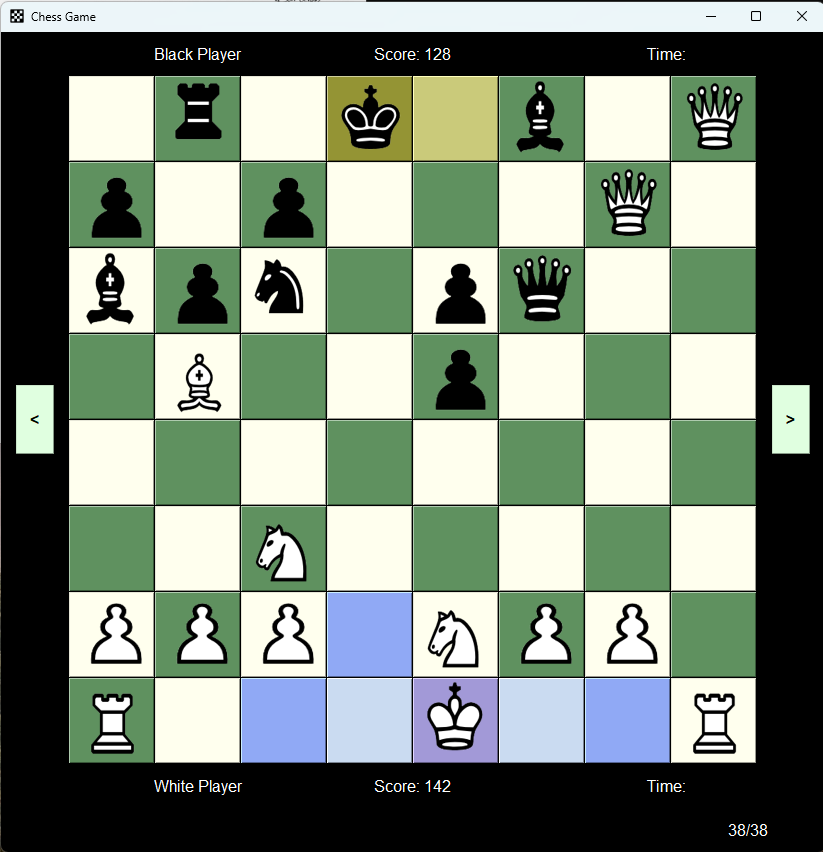 Chess Game
Black Player Score: 128 Time:
< >
White Player Score: 142 Time:
38/38